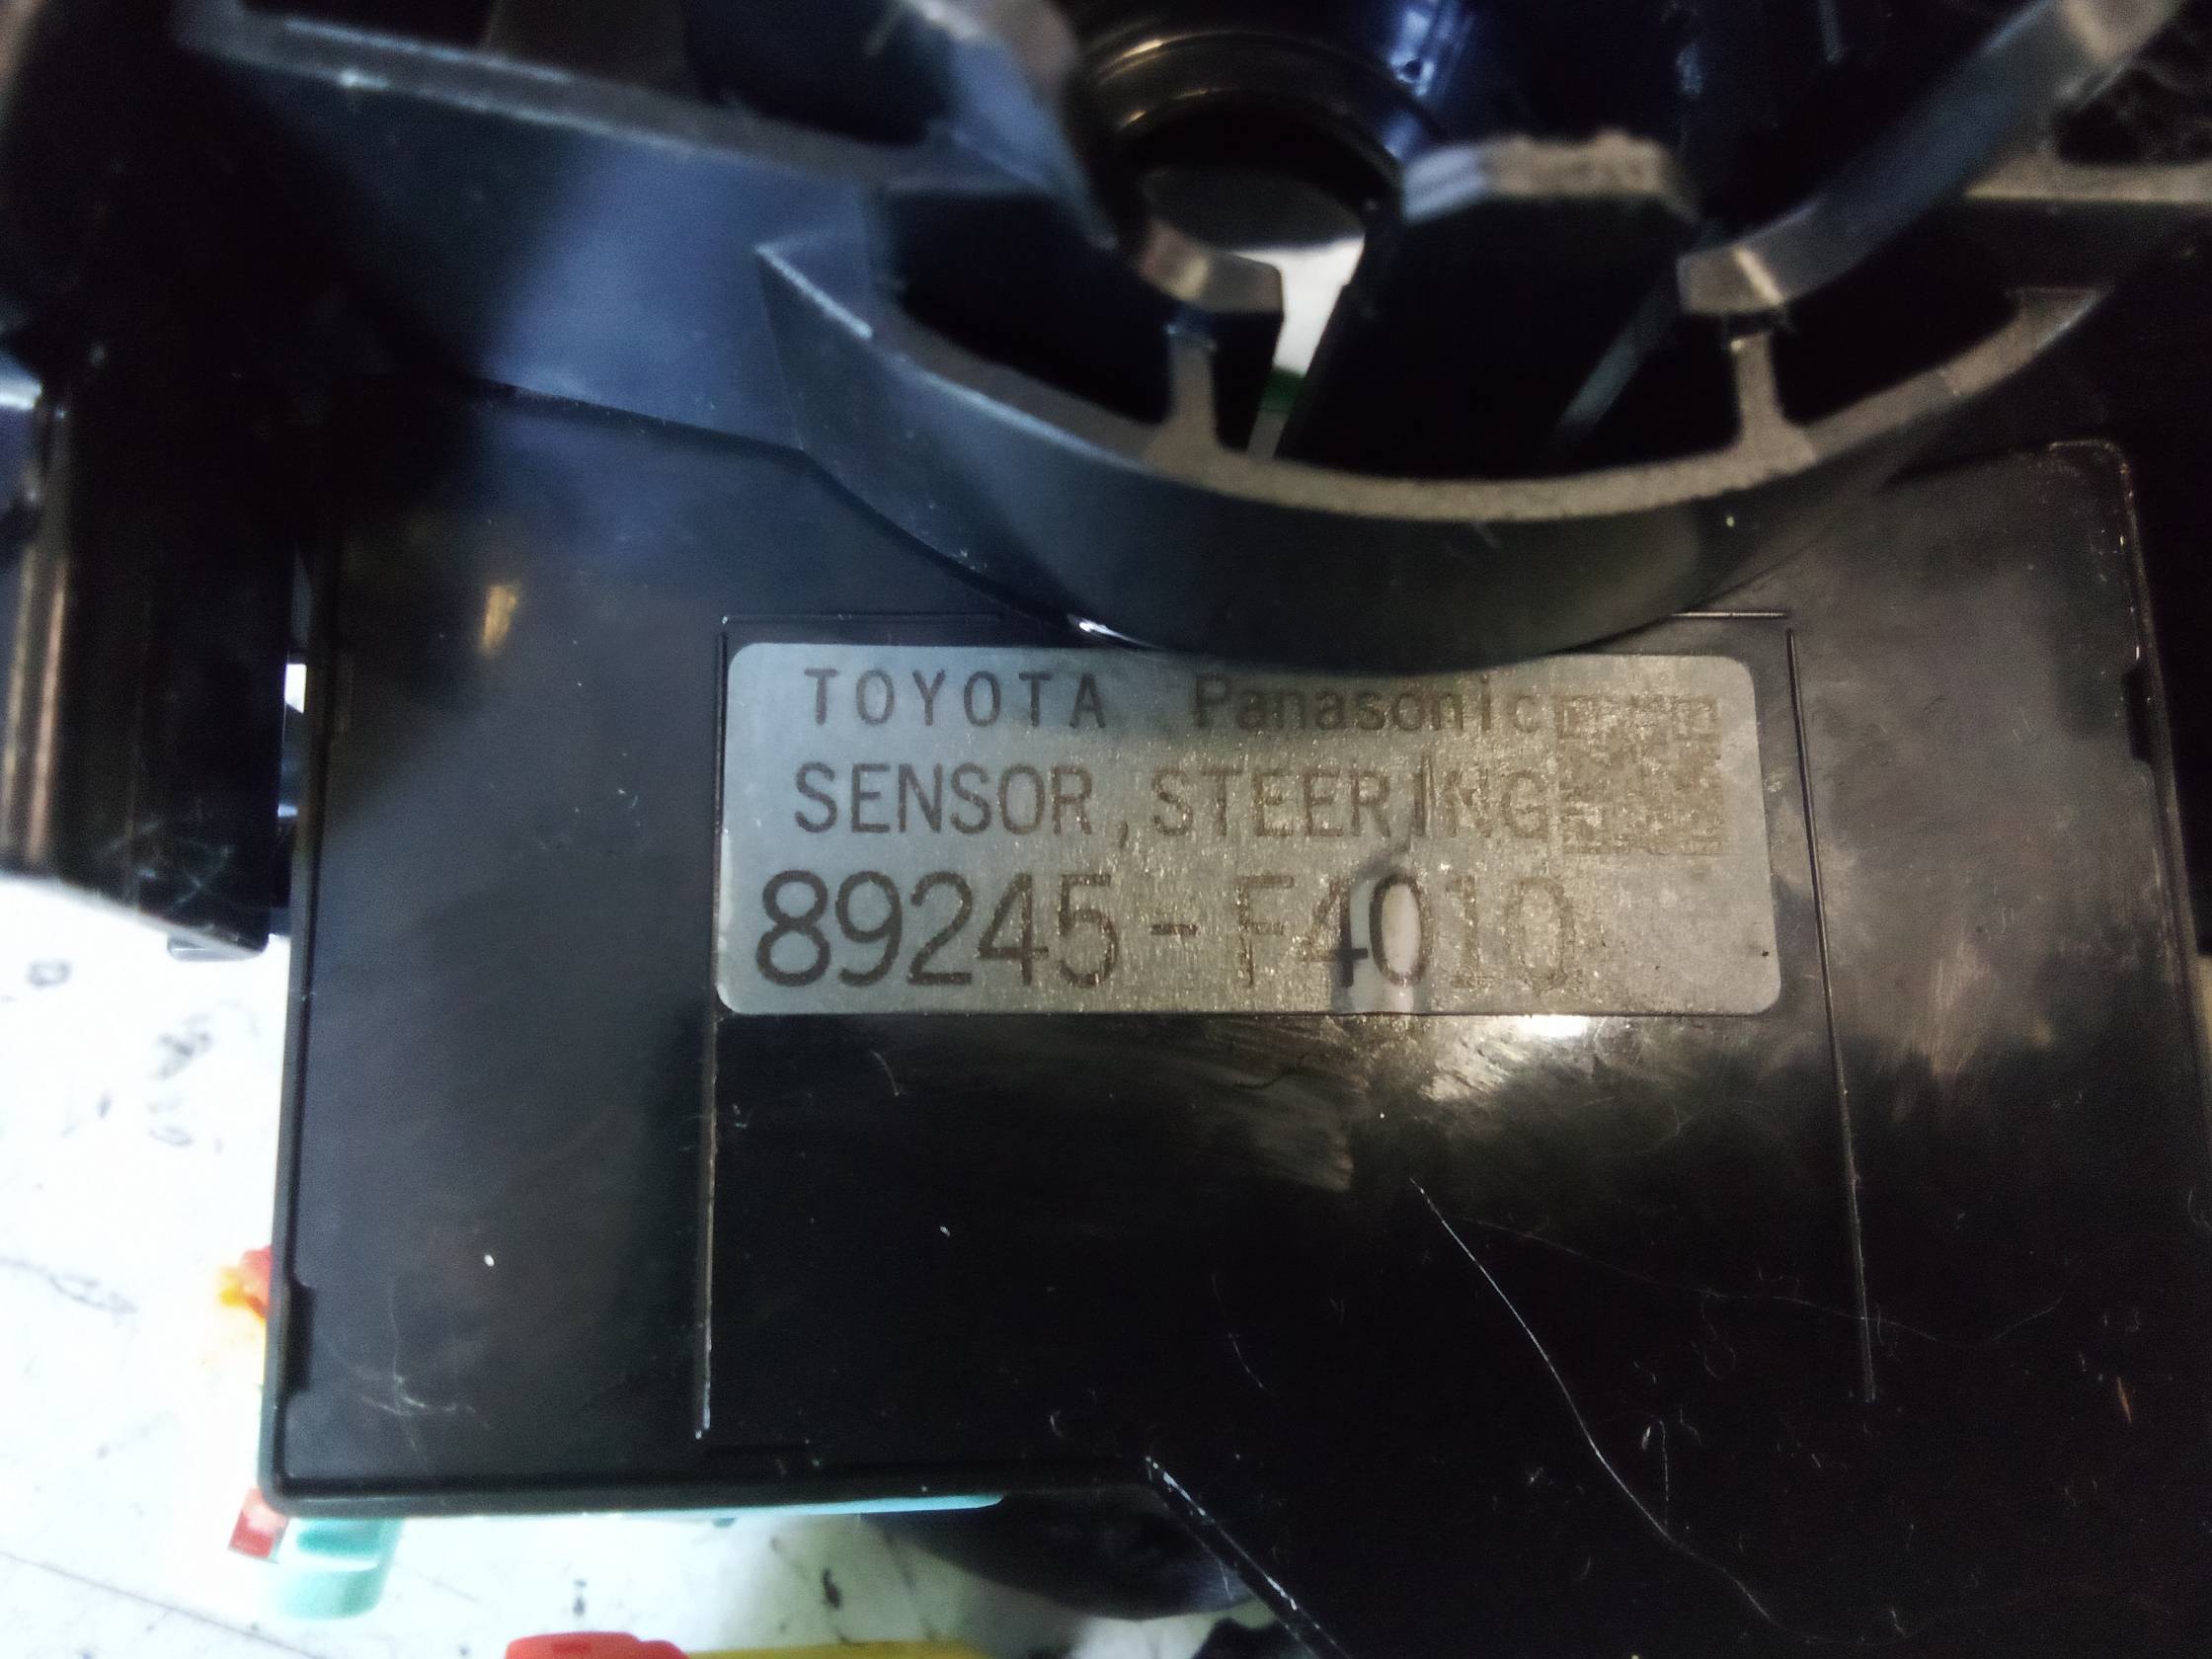 TOYOTA Panasonic
SENSOR, STEERING
89245-F4010